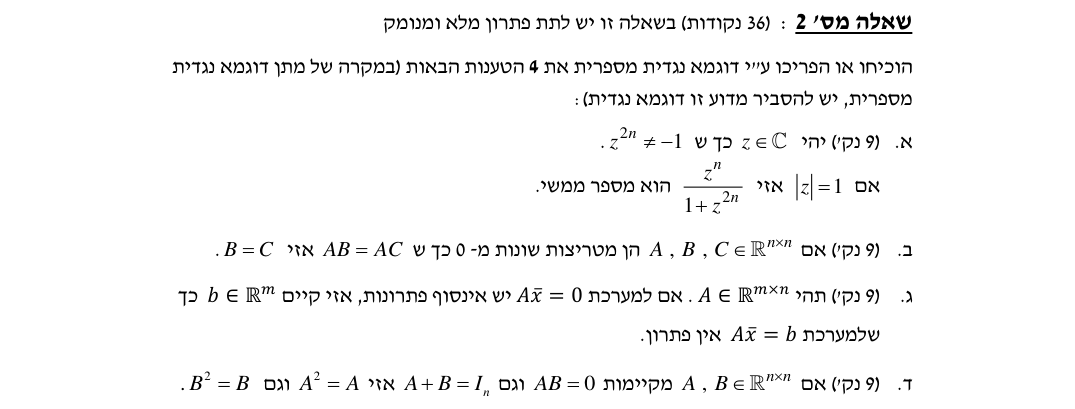 שאלה מס' 2 : (36 נקודות) בשאלה זו יש לתת פתרון מלא ומנומק
הוכיחו או הפריכו ע"י דוגמא נגדית מספרית את 4 הטענות הבאות (במקרה של מתן דוגמא נגדית
מספרית, יש להסביר מדוע זו דוגמא נגדית):
א. (9 נק') יהי z ∈ ℂ כך ש z^{2n} ≠ −1 .
אם |z| = 1 אזי \frac{z^n}{1+z^{2n}} הוא מספר ממשי.
ב. (9 נק') אם A , B , C ∈ ℝ^{n×n} הן מטריצות שונות מ- 0 כך ש AB = AC אזי B = C .
ג. (9 נק') תהי A ∈ ℝ^{m×n} . אם למערכת Ax̄ = 0 יש אינסוף פתרונות, אזי קיים b ∈ ℝ^m כך
שלמערכת Ax̄ = b אין פתרון.
ד. (9 נק') אם A , B ∈ ℝ^{n×n} מקיימות AB = 0 וגם A + B = I_n אזי A² = A וגם B² = B .